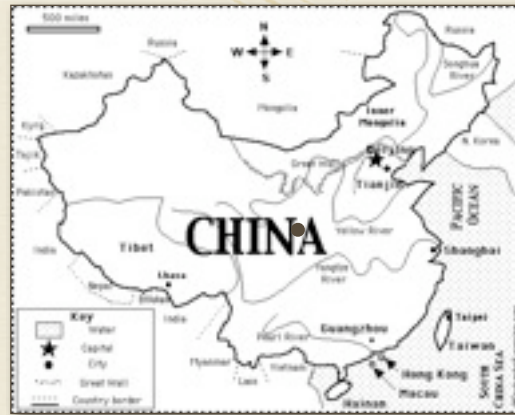 500 miles
N
W E
S
Russia
Russia
Kazakhstan
Mongolia
Songhua
River
Inner
Mongolia
Kyrg
Tajik
Pakistan
N. Korea
Great Wall
Beijing
Tianjin
PACIFIC
OCEAN
Yellow River
CHINA
Tibet
India
Shanghai
Yangtze
River
Lhasa
Nepal
Bhutan
India
Key
Water
Capital
City
Great Wall
Country border
Pearl River
Guangzhou
Taipei
Taiwan
Myanmar
Laos
Vietnam
Hong Kong
Macau
Hainan
SOUTH
CHINA SEA